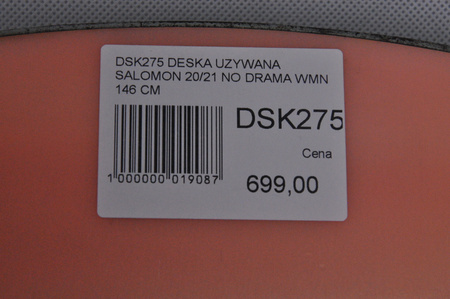 DSK275 DESKA UZYWANA
SALOMON 20/21 NO DRAMA WMN
146 CM
DSK275
Cena
699,00
1 000000 019087